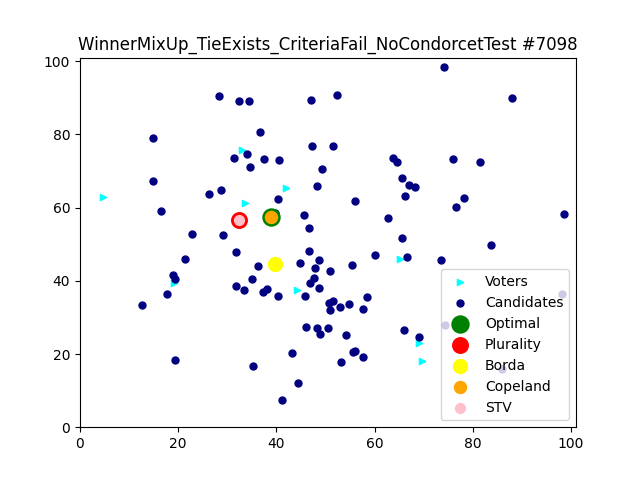 WinnerMixUp_TieExists_CriteriaFail_NoCondorcetTest #7098
100
80
60
40
20
0
0 20 40 60 80 100
Voters
Candidates
Optimal
Plurality
Borda
Copeland
STV